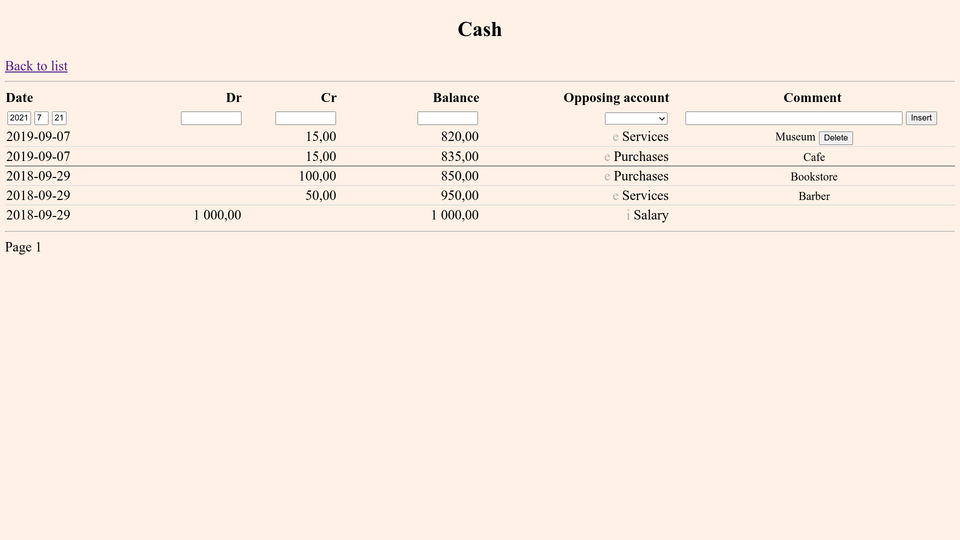 Cash
Back to list
Date Dr Cr Balance Opposing account Comment
2021 7 21 Insert
2019-09-07 15,00 820,00 e Services Museum Delete
2019-09-07 15,00 835,00 e Purchases Cafe
2018-09-29 100,00 850,00 e Purchases Bookstore
2018-09-29 50,00 950,00 e Services Barber
2018-09-29 1 000,00 1 000,00 i Salary
Page 1